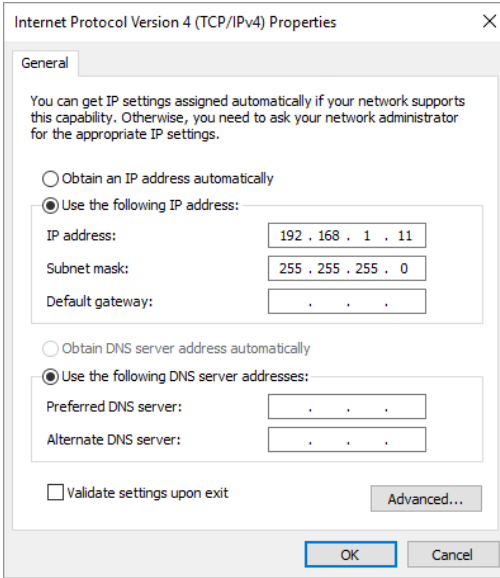 Internet Protocol Version 4 (TCP/IPv4) Properties
General
You can get IP settings assigned automatically if your network supports
this capability. Otherwise, you need to ask your network administrator
for the appropriate IP settings.
Obtain an IP address automatically
Use the following IP address:
IP address: 192 . 168 . 1 . 11
Subnet mask: 255 . 255 . 255 . 0
Default gateway: . . .
Obtain DNS server address automatically
Use the following DNS server addresses:
Preferred DNS server: . . .
Alternate DNS server: . . .
Validate settings upon exit
Advanced...
OK Cancel